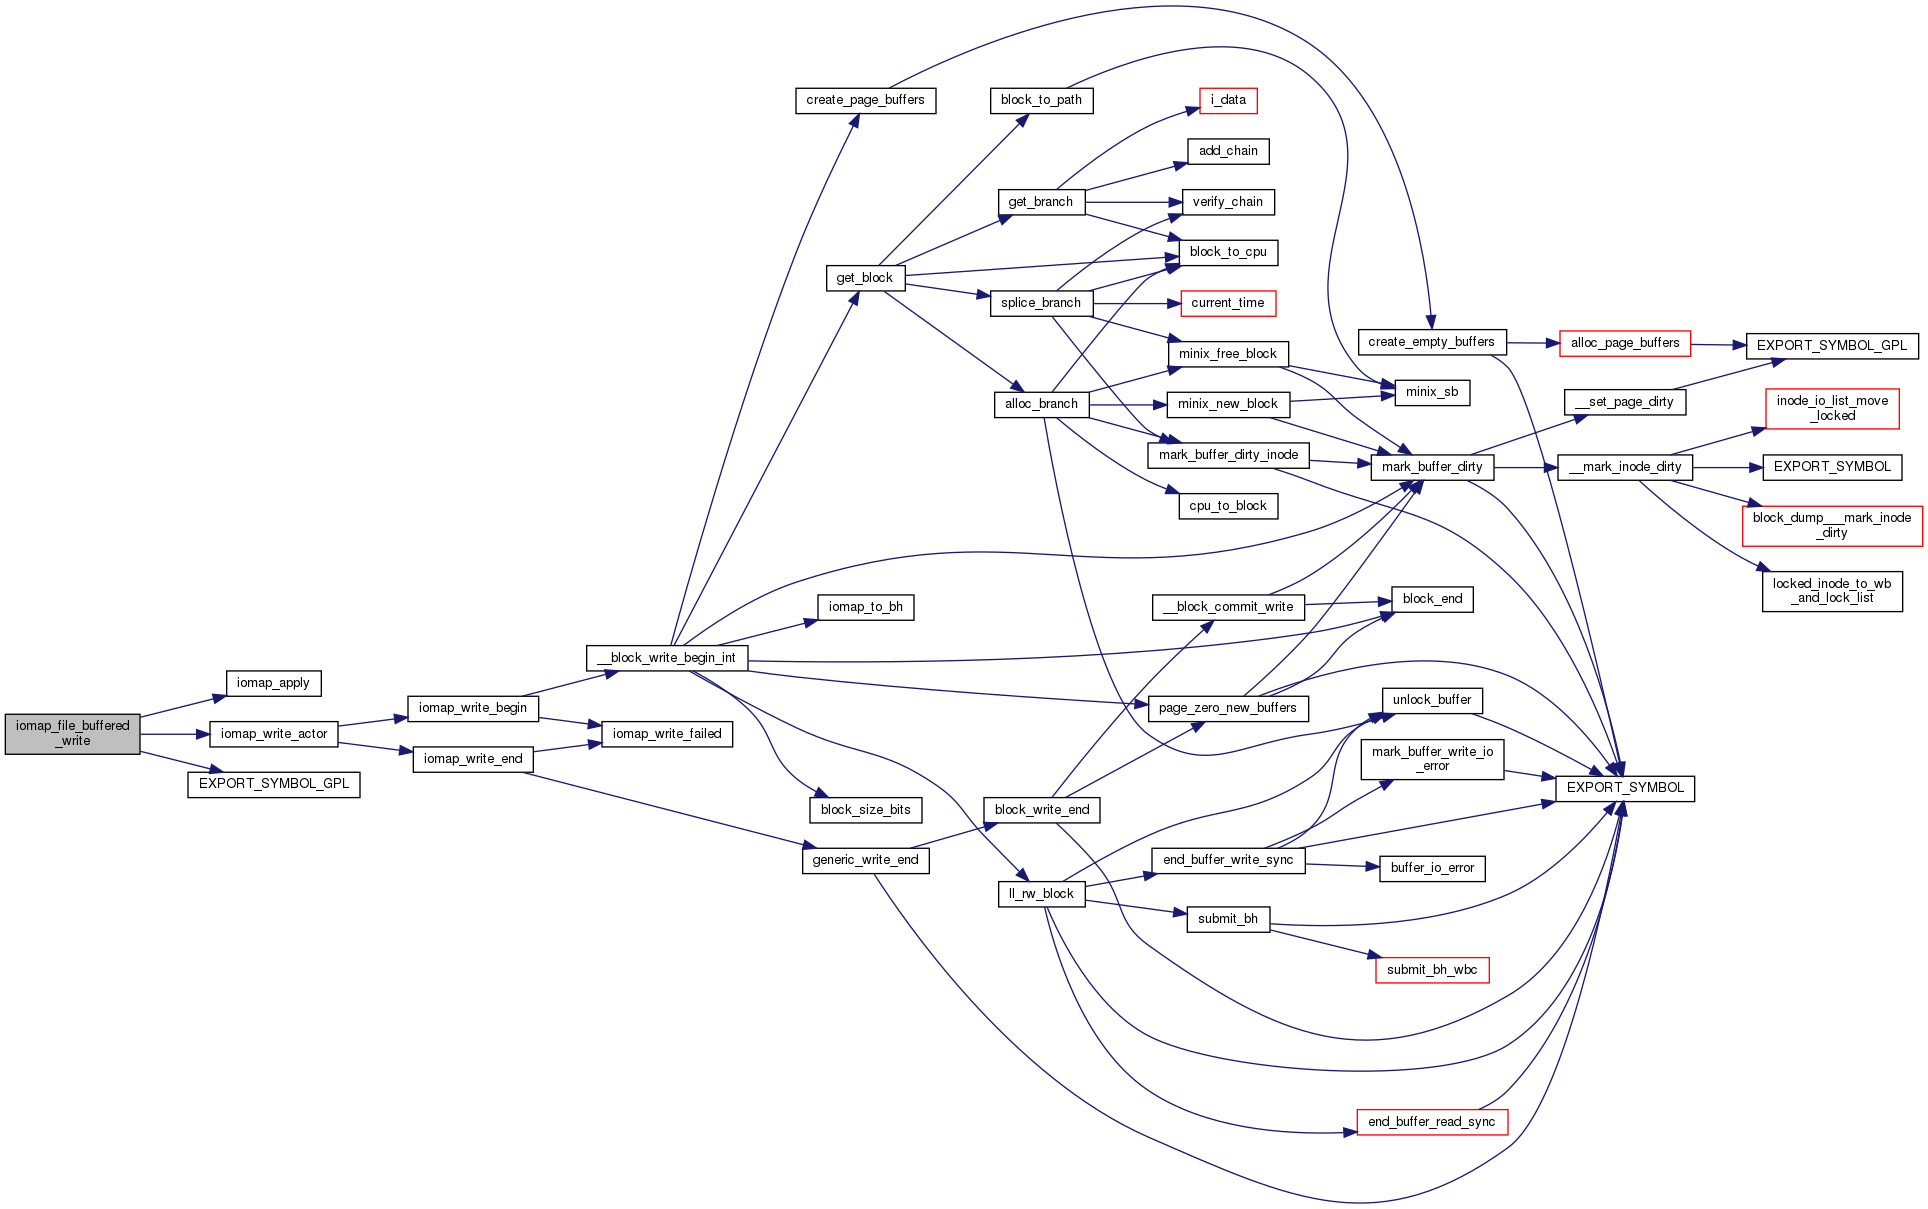 iomap_file_buffered
_write
iomap_apply
iomap_write_actor
EXPORT_SYMBOL_GPL
iomap_write_begin
iomap_write_end
__block_write_begin_int
iomap_write_failed
create_page_buffers
get_block
iomap_to_bh
block_size_bits
generic_write_end
block_to_path
get_branch
splice_branch
alloc_branch
block_write_end
ll_rw_block
i_data
add_chain
verify_chain
block_to_cpu
current_time
minix_free_block
minix_new_block
mark_buffer_dirty_inode
cpu_to_block
__block_commit_write
page_zero_new_buffers
end_buffer_write_sync
submit_bh
create_empty_buffers
minix_sb
mark_buffer_dirty
block_end
unlock_buffer
mark_buffer_write_io
_error
buffer_io_error
submit_bh_wbc
end_buffer_read_sync
alloc_page_buffers
__set_page_dirty
__mark_inode_dirty
EXPORT_SYMBOL
EXPORT_SYMBOL_GPL
inode_io_list_move
_locked
EXPORT_SYMBOL
block_dump___mark_inode
_dirty
locked_inode_to_wb
_and_lock_list